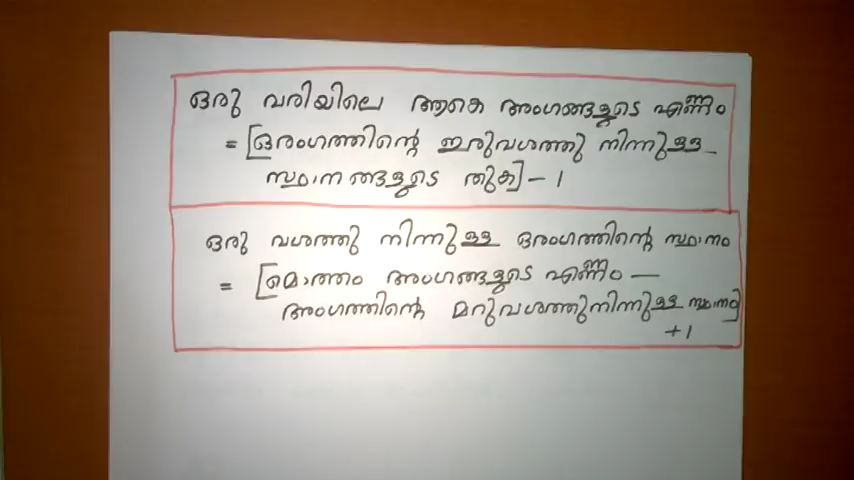 ഒരു വരിയിലെ ആകെ അംഗങ്ങളുടെ എണ്ണം
= [ഒരംഗത്തിന്റെ ഇരുവശത്തു നിന്നുള്ള
സ്ഥാനങ്ങളുടെ തുക] - 1
ഒരു വശത്തു നിന്നുള്ള ഒരംഗത്തിന്റെ സ്ഥാനം
= [മൊത്തം അംഗങ്ങളുടെ എണ്ണം -
അംഗത്തിന്റെ മറുവശത്തുനിന്നുള്ള സ്ഥാനം]
+1